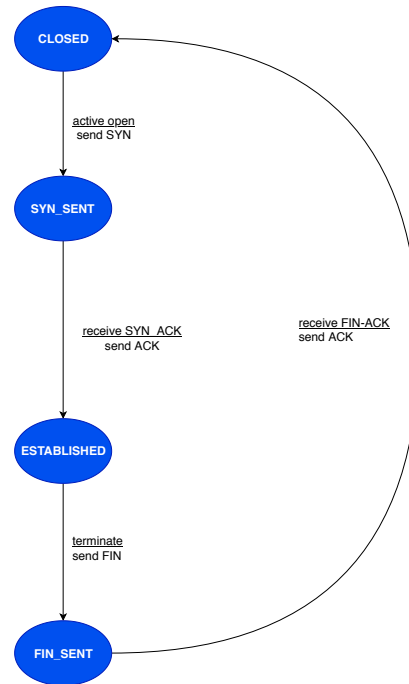 CLOSED
active open
send SYN
SYN_SENT
receive SYN_ACK
send ACK
receive FIN-ACK
send ACK
ESTABLISHED
terminate
send FIN
FIN_SENT